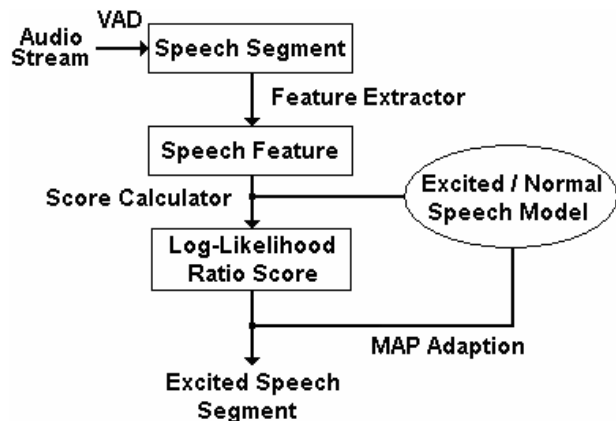 VAD
Audio
Stream
Speech Segment
Feature Extractor
Speech Feature
Score Calculator
Excited / Normal
Speech Model
Log-Likelihood
Ratio Score
MAP Adaption
Excited Speech
Segment